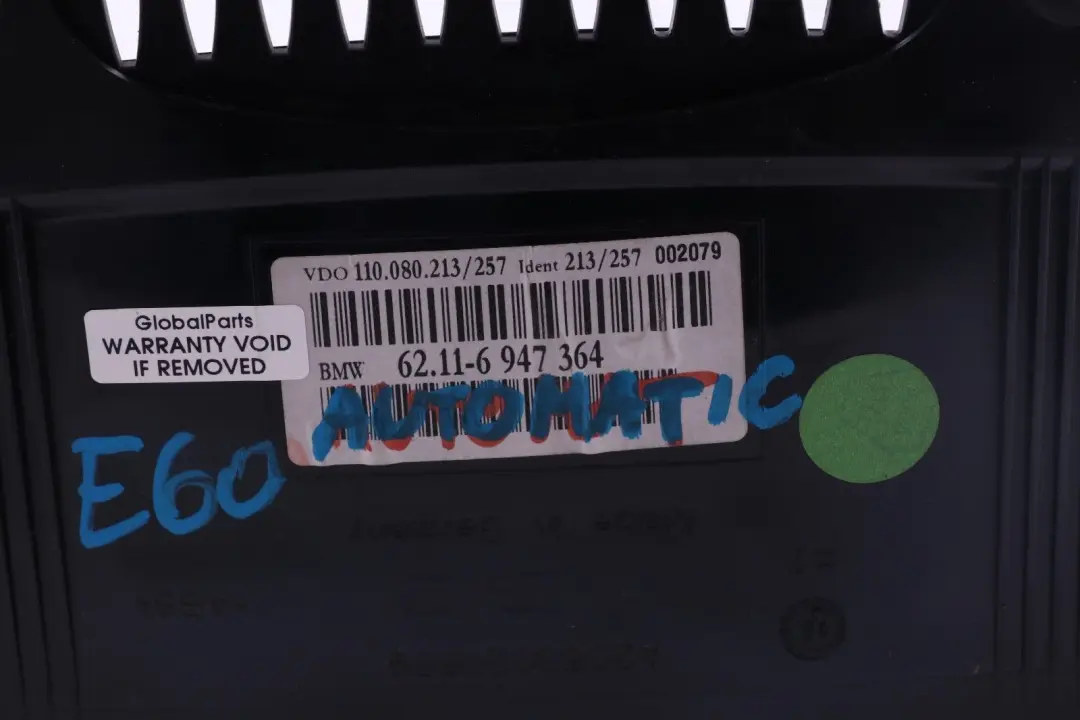 VDO 110.080.213/257 Ident 213/257 002079
GlobalParts
WARRANTY VOID
IF REMOVED
BMW 62.11-6 947 364
AUTOMATIC
E60